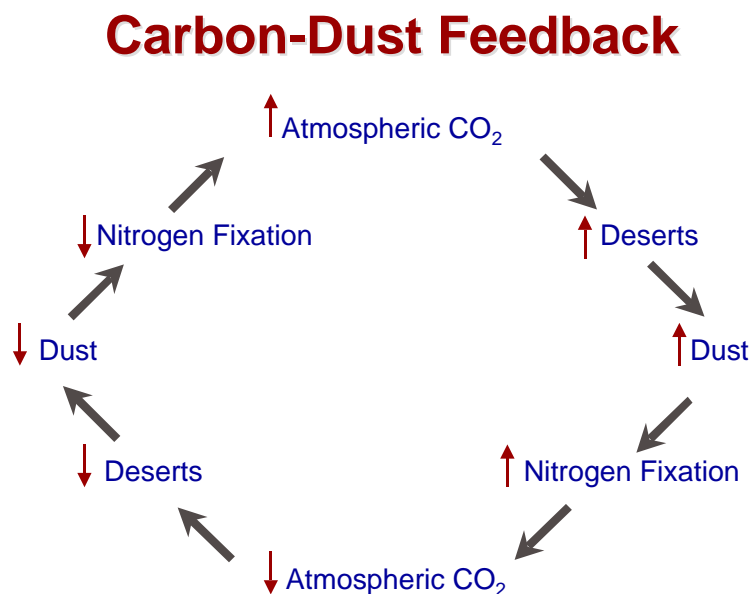 Carbon-Dust Feedback
Atmospheric CO₂
Nitrogen Fixation
Deserts
Dust
Dust
Deserts
Nitrogen Fixation
Atmospheric CO₂